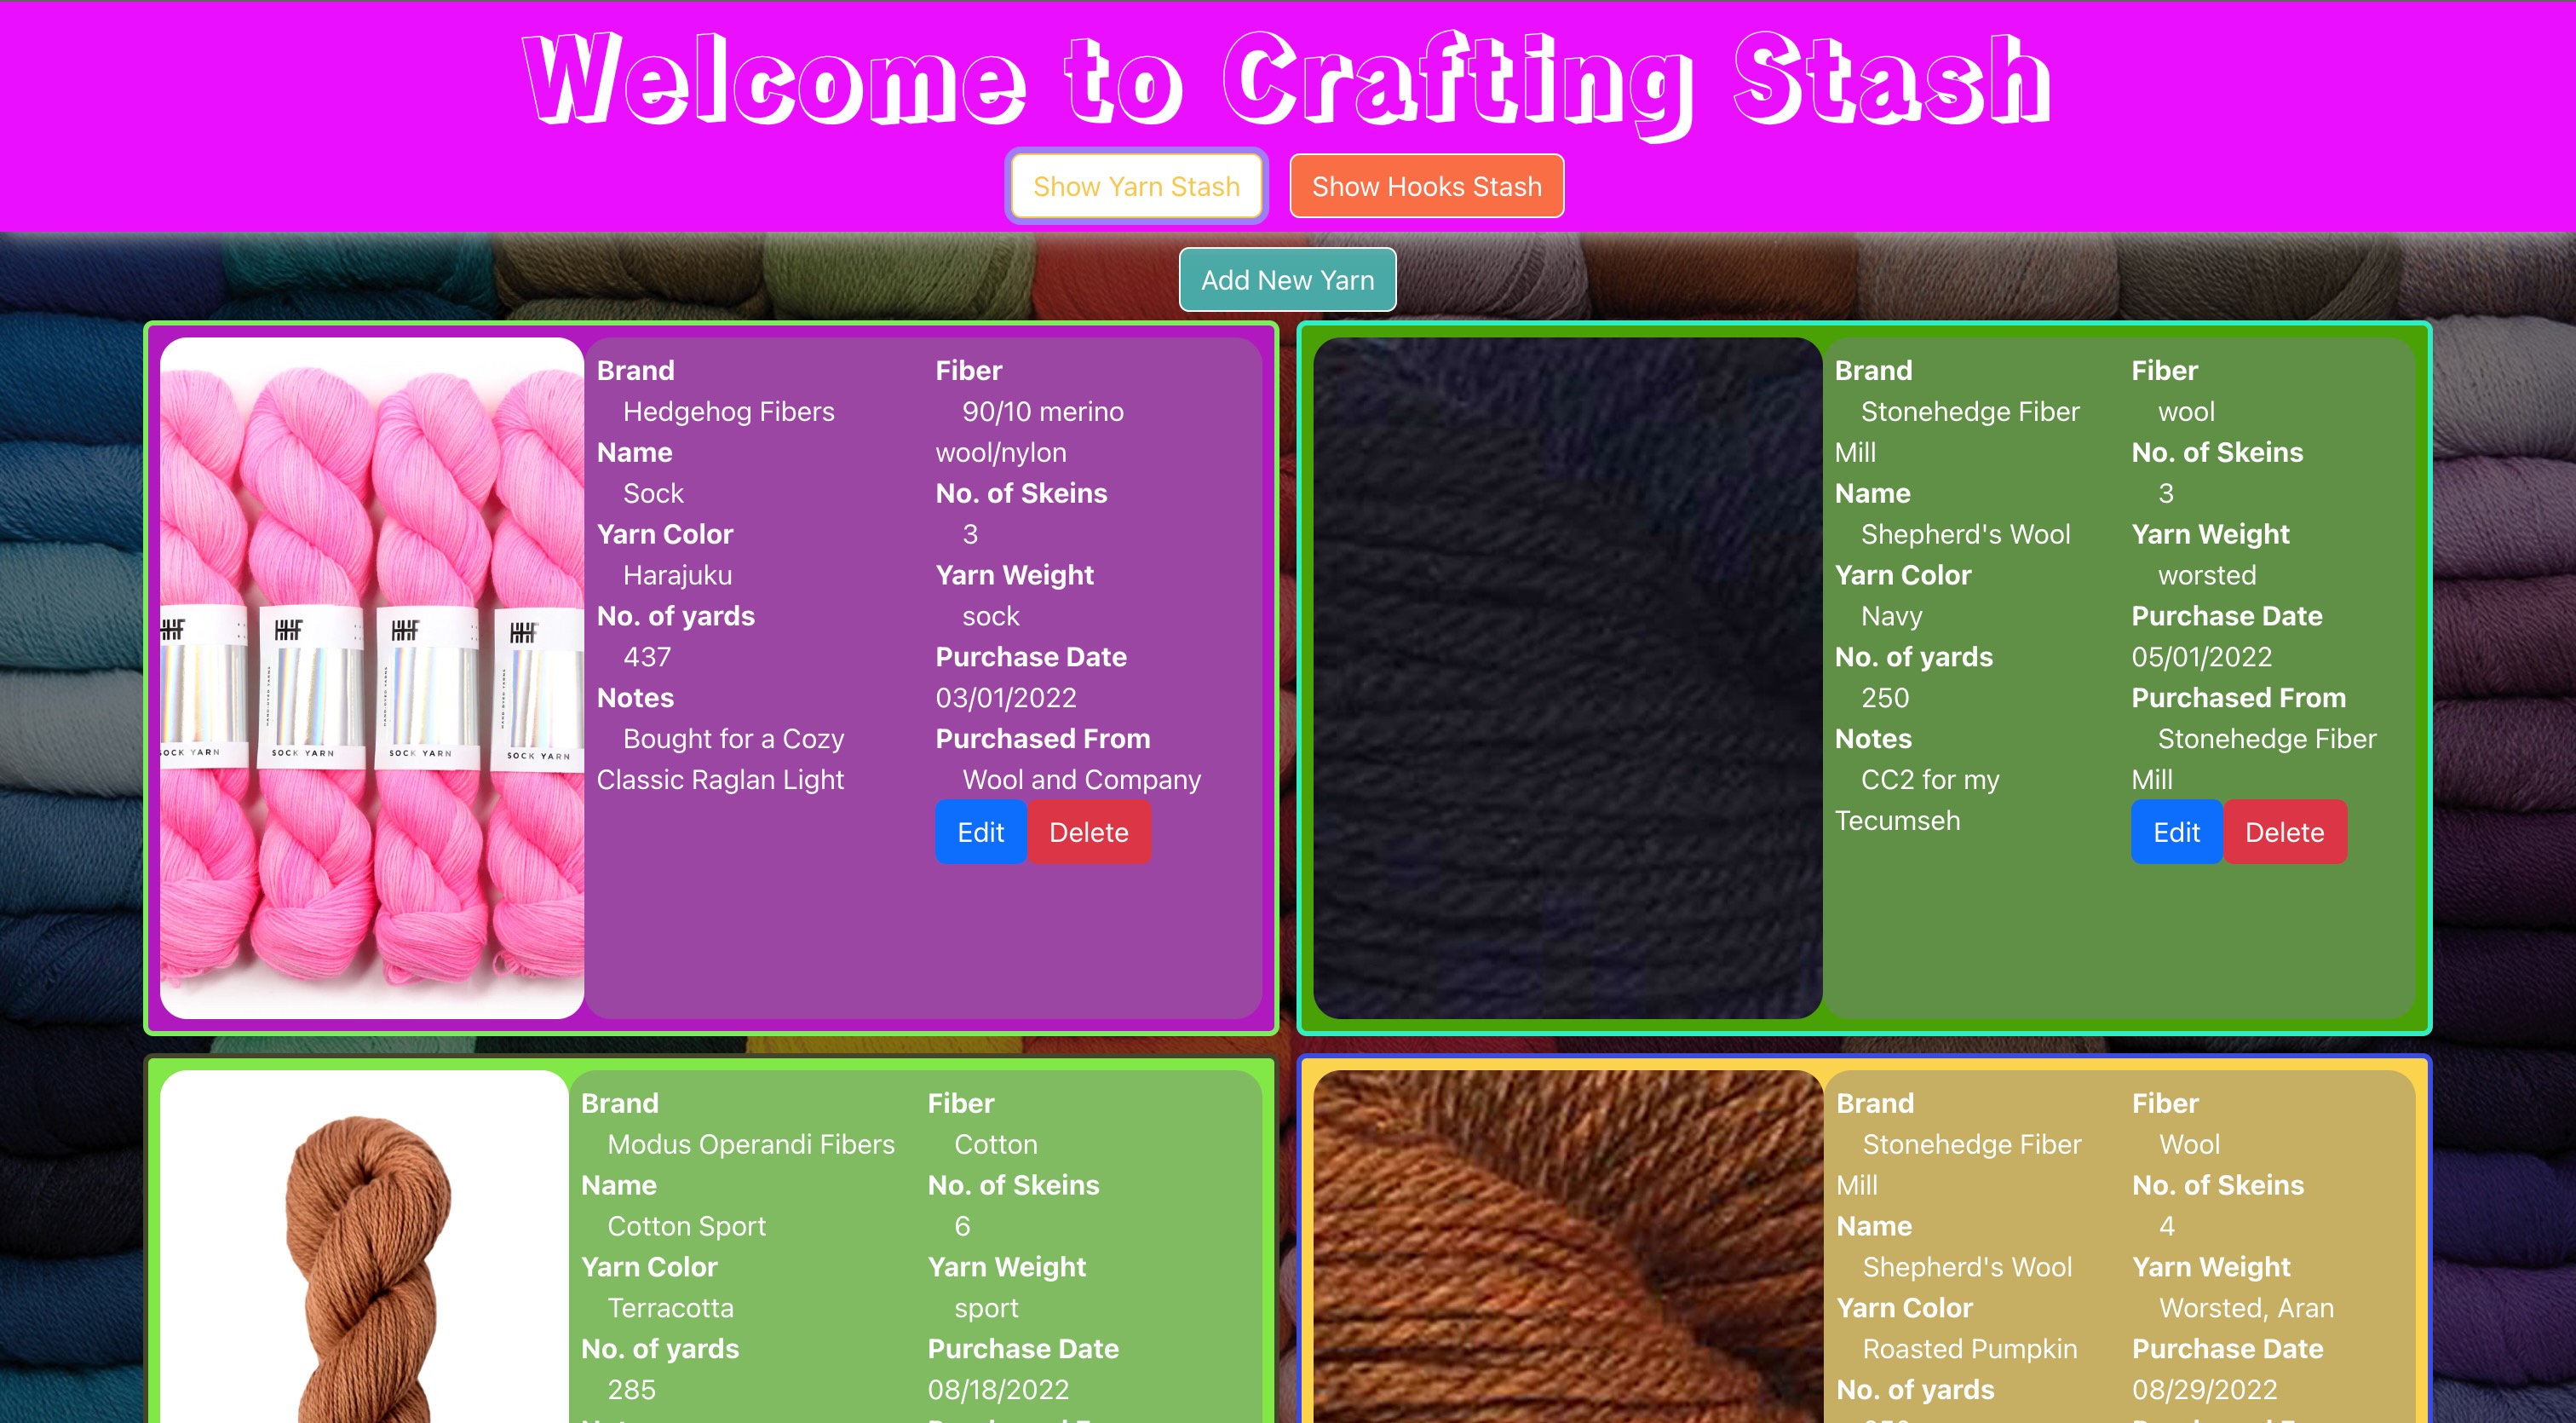 Welcome to Crafting Stash
Show Yarn Stash
Show Hooks Stash
Add New Yarn
Brand
Hedgehog Fibers
Name
Sock
Yarn Color
Harajuku
No. of yards
437
Notes
Bought for a Cozy
Classic Raglan Light
Fiber
90/10 merino
wool/nylon
No. of Skeins
3
Yarn Weight
sock
Purchase Date
03/01/2022
Purchased From
Wool and Company
Edit
Delete
SOCK YARN
SOCK YARN
SOCK YARN
SOCK YARN
Brand
Stonehedge Fiber
Mill
Name
Shepherd's Wool
Yarn Color
Navy
No. of yards
250
Notes
CC2 for my
Tecumseh
Fiber
wool
No. of Skeins
3
Yarn Weight
worsted
Purchase Date
05/01/2022
Purchased From
Stonehedge Fiber
Mill
Edit
Delete
Brand
Modus Operandi Fibers
Name
Cotton Sport
Yarn Color
Terracotta
No. of yards
285
Fiber
Cotton
No. of Skeins
6
Yarn Weight
sport
Purchase Date
08/18/2022
Brand
Stonehedge Fiber
Mill
Name
Shepherd's Wool
Yarn Color
Roasted Pumpkin
No. of yards
Fiber
Wool
No. of Skeins
4
Yarn Weight
Worsted, Aran
Purchase Date
08/29/2022